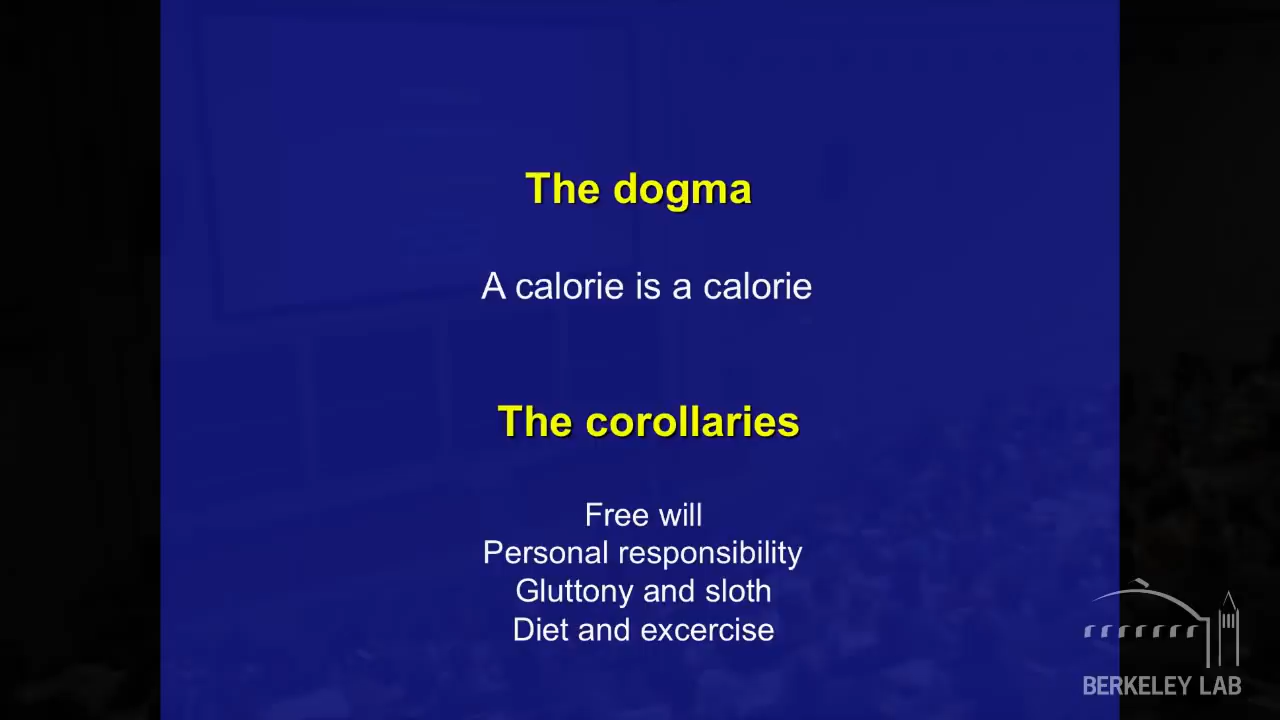 The dogma
A calorie is a calorie
The corollaries
Free will
Personal responsibility
Gluttony and sloth
Diet and excercise
BERKELEY LAB